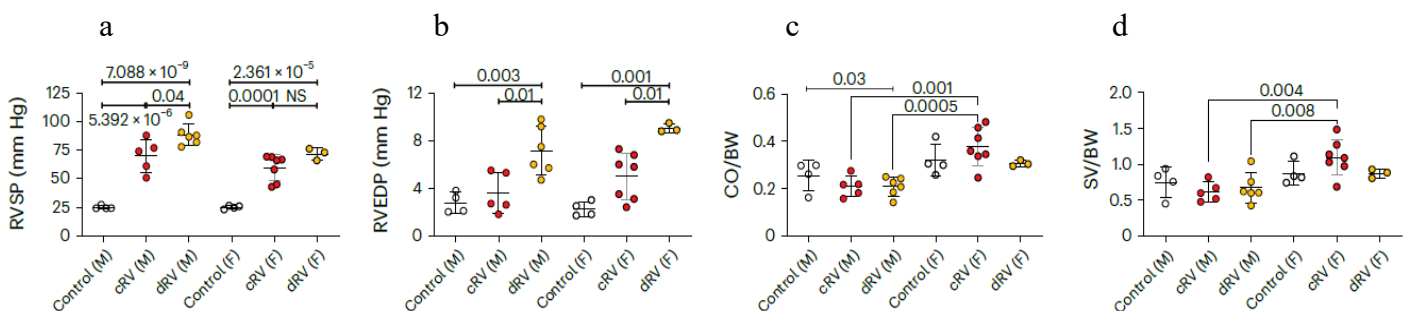 a
7.088 × 10⁻⁹
2.361 × 10⁻⁵
0.04
0.0001
NS
5.392 × 10⁻⁶
RVSP (mm Hg)
125
100
75
50
25
0
Control (M)
cRV (M)
dRV (M)
Control (F)
cRV (F)
dRV (F)
b
0.003
0.001
0.01
0.01
RVEDP (mm Hg)
12
8
4
0
Control (M)
cRV (M)
dRV (M)
Control (F)
cRV (F)
dRV (F)
c
0.03
0.001
0.0005
CO/BW
0.6
0.4
0.2
0
Control (M)
cRV (M)
dRV (M)
Control (F)
cRV (F)
dRV (F)
d
0.004
0.008
SV/BW
2.0
1.5
1.0
0.5
0
Control (M)
cRV (M)
dRV (M)
Control (F)
cRV (F)
dRV (F)